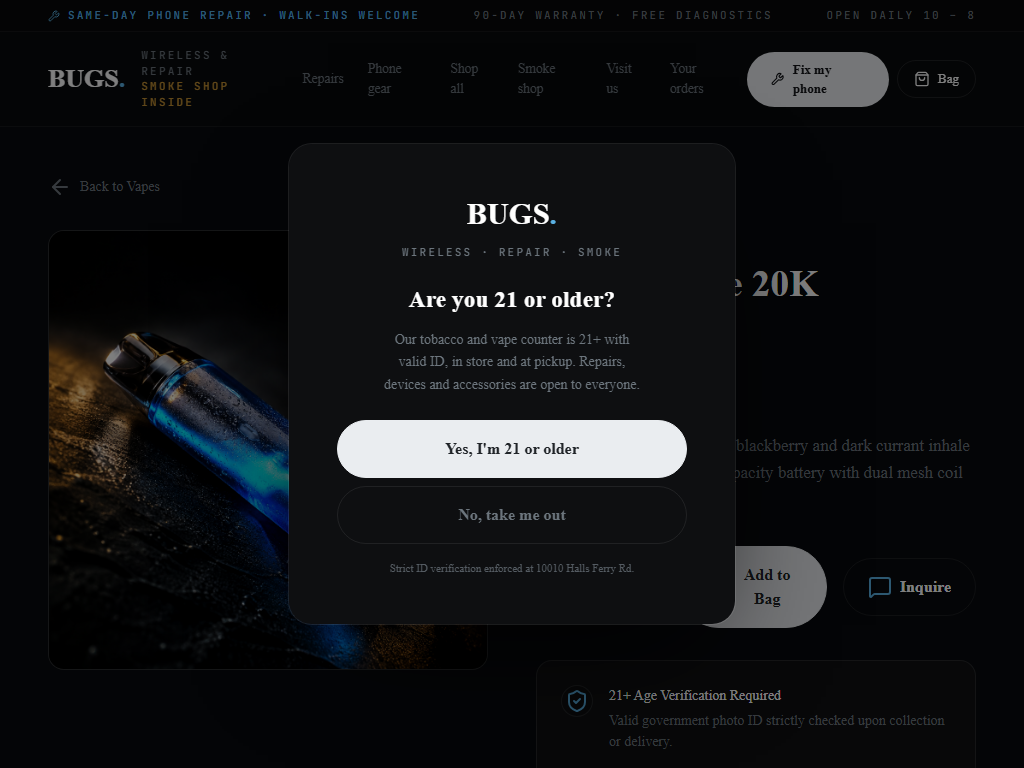 SAME-DAY PHONE REPAIR · WALK-INS WELCOME
90-DAY WARRANTY · FREE DIAGNOSTICS
OPEN DAILY 10 – 8
BUGS.
WIRELESS &
REPAIR
SMOKE SHOP
INSIDE
Repairs
Phone
gear
Shop
all
Smoke
shop
Visit
us
Your
orders
Fix my
phone
Bag
Back to Vapes
20K
BUGS.
WIRELESS · REPAIR · SMOKE
Are you 21 or older?
Our tobacco and vape counter is 21+ with
valid ID, in store and at pickup. Repairs,
devices and accessories are open to everyone.
Yes, I'm 21 or older
No, take me out
Strict ID verification enforced at 10010 Halls Ferry Rd.
blackberry and dark currant inhale
battery with dual mesh coil
Add to
Bag
Inquire
21+ Age Verification Required
Valid government photo ID strictly checked upon collection
or delivery.